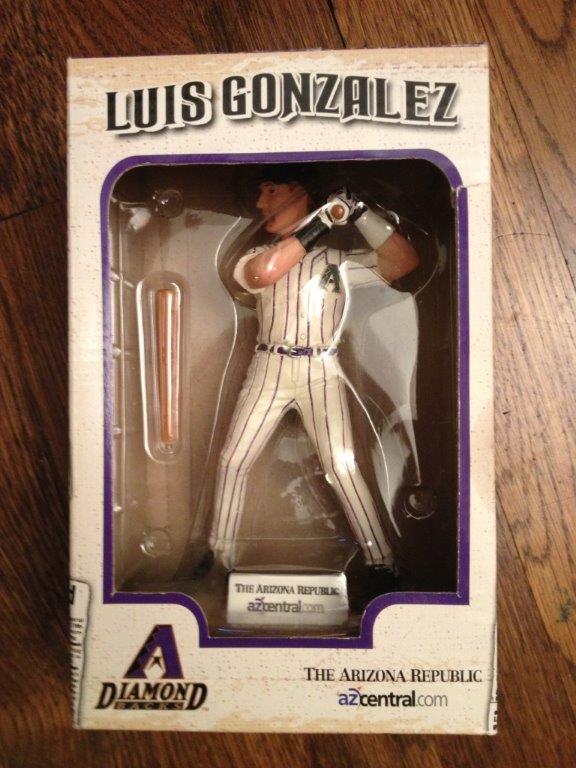 LUIS GONZALEZ
A
THE ARIZONA REPUBLIC
azcentral.com
A
DIAMOND
BACKS
THE ARIZONA REPUBLIC
azcentral.com